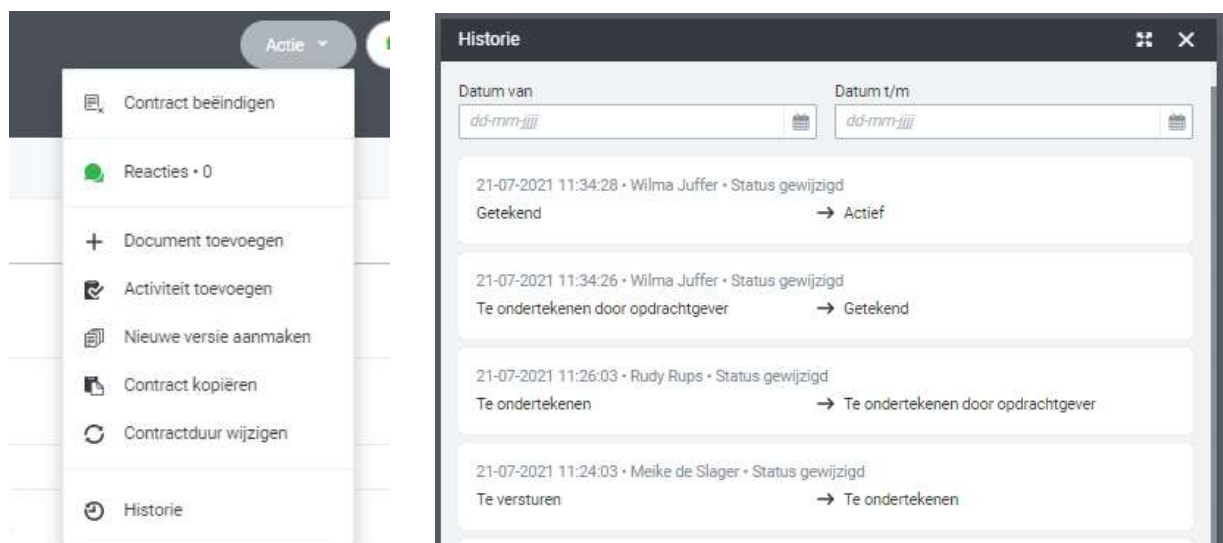 Actie
Contract beëindigen
Reacties • 0
Document toevoegen
Activiteit toevoegen
Nieuwe versie aanmaken
Contract kopiëren
Contractduur wijzigen
Historie
Historie
Datum van Datum t/m
dd-mm-jjjj dd-mm-jjjj
21-07-2021 11:34:28 • Wilma Juffer • Status gewijzigd
Getekend → Actief
21-07-2021 11:34:26 • Wilma Juffer • Status gewijzigd
Te ondertekenen door opdrachtgever → Getekend
21-07-2021 11:26:03 • Rudy Rups • Status gewijzigd
Te ondertekenen → Te ondertekenen door opdrachtgever
21-07-2021 11:24:03 • Meike de Slager • Status gewijzigd
Te versturen → Te ondertekenen